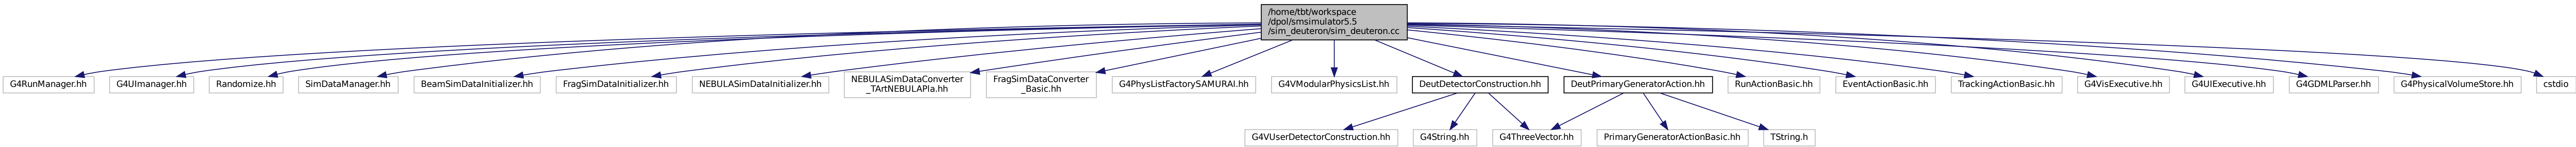 /home/tbt/workspace
/dpol/smsimulator5.5
/sim_deuteron/sim_deuteron.cc
G4RunManager.hh
G4UImanager.hh
Randomize.hh
SimDataManager.hh
BeamSimDataInitializer.hh
FragSimDataInitializer.hh
NEBULASimDataInitializer.hh
NEBULASimDataConverter
_TArtNEBULAPla.hh
FragSimDataConverter
_Basic.hh
G4PhysListFactorySAMURAI.hh
G4VModularPhysicsList.hh
DeutDetectorConstruction.hh
DeutPrimaryGeneratorAction.hh
RunActionBasic.hh
EventActionBasic.hh
TrackingActionBasic.hh
G4VisExecutive.hh
G4UIExecutive.hh
G4GDMLParser.hh
G4PhysicalVolumeStore.hh
cstdio
G4VUserDetectorConstruction.hh
G4String.hh
G4ThreeVector.hh
PrimaryGeneratorActionBasic.hh
TString.h